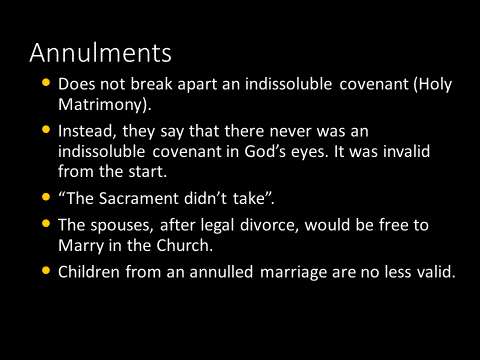 Annulments
• Does not break apart an indissoluble covenant (Holy
Matrimony).
• Instead, they say that there never was an
indissoluble covenant in God’s eyes. It was invalid
from the start.
• “The Sacrament didn’t take”.
• The spouses, after legal divorce, would be free to
Marry in the Church.
• Children from an annulled marriage are no less valid.